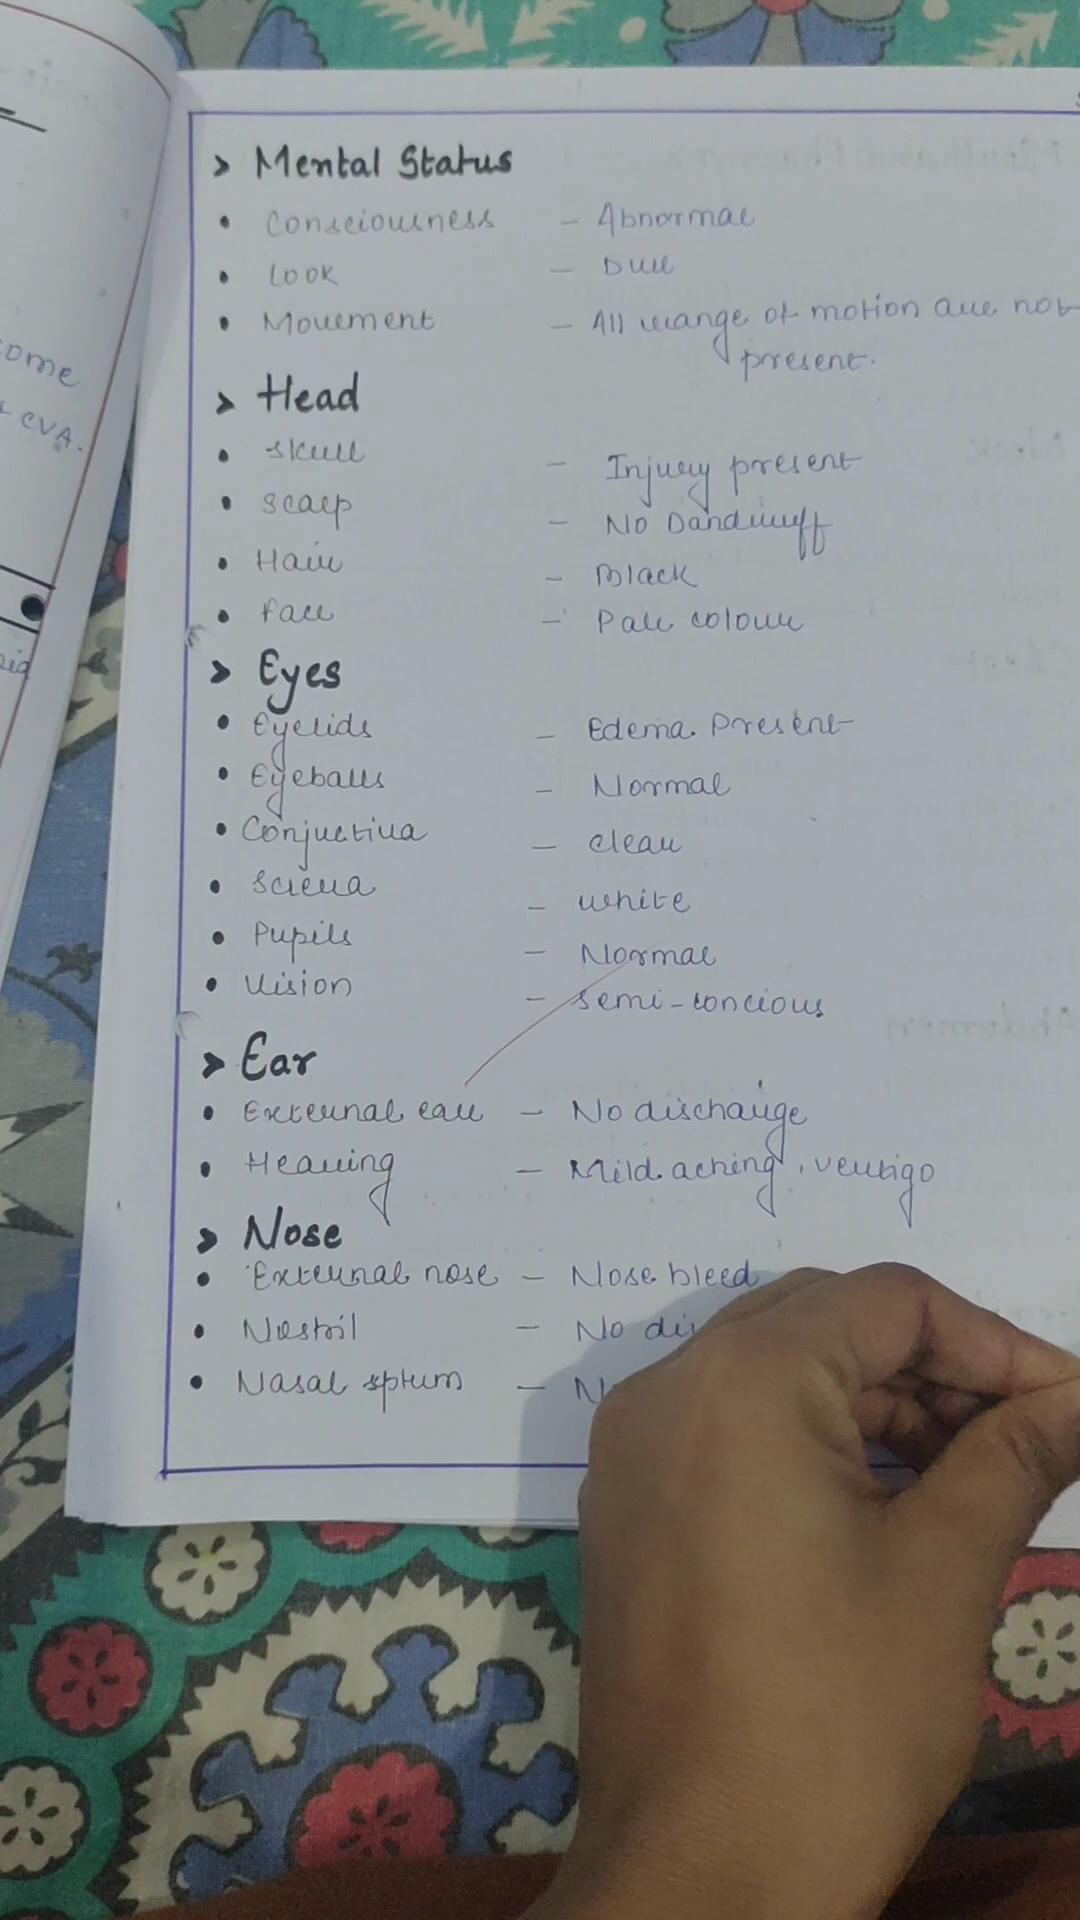 > Mental Status
• Consciousness – Abnormal
• Look – Dull
• Movement – All range of motion are not
present.
> Head
• Skull – Injury present
• Scalp – No Dandruff
• Hair – Black
• Face – Pale colour
> Eyes
• Eyelids – Edema Present
• Eyeballs – Normal
• Conjuctiva – clear
• Sclera – white
• Pupils – Normal
• Vision – semi-concious
> Ear
• External ear – No discharge
• Hearing – Mild aching, vertigo
> Nose
• External nose – Nose bleed
• Nostril – No
• Nasal sptum –
ome
CVA.